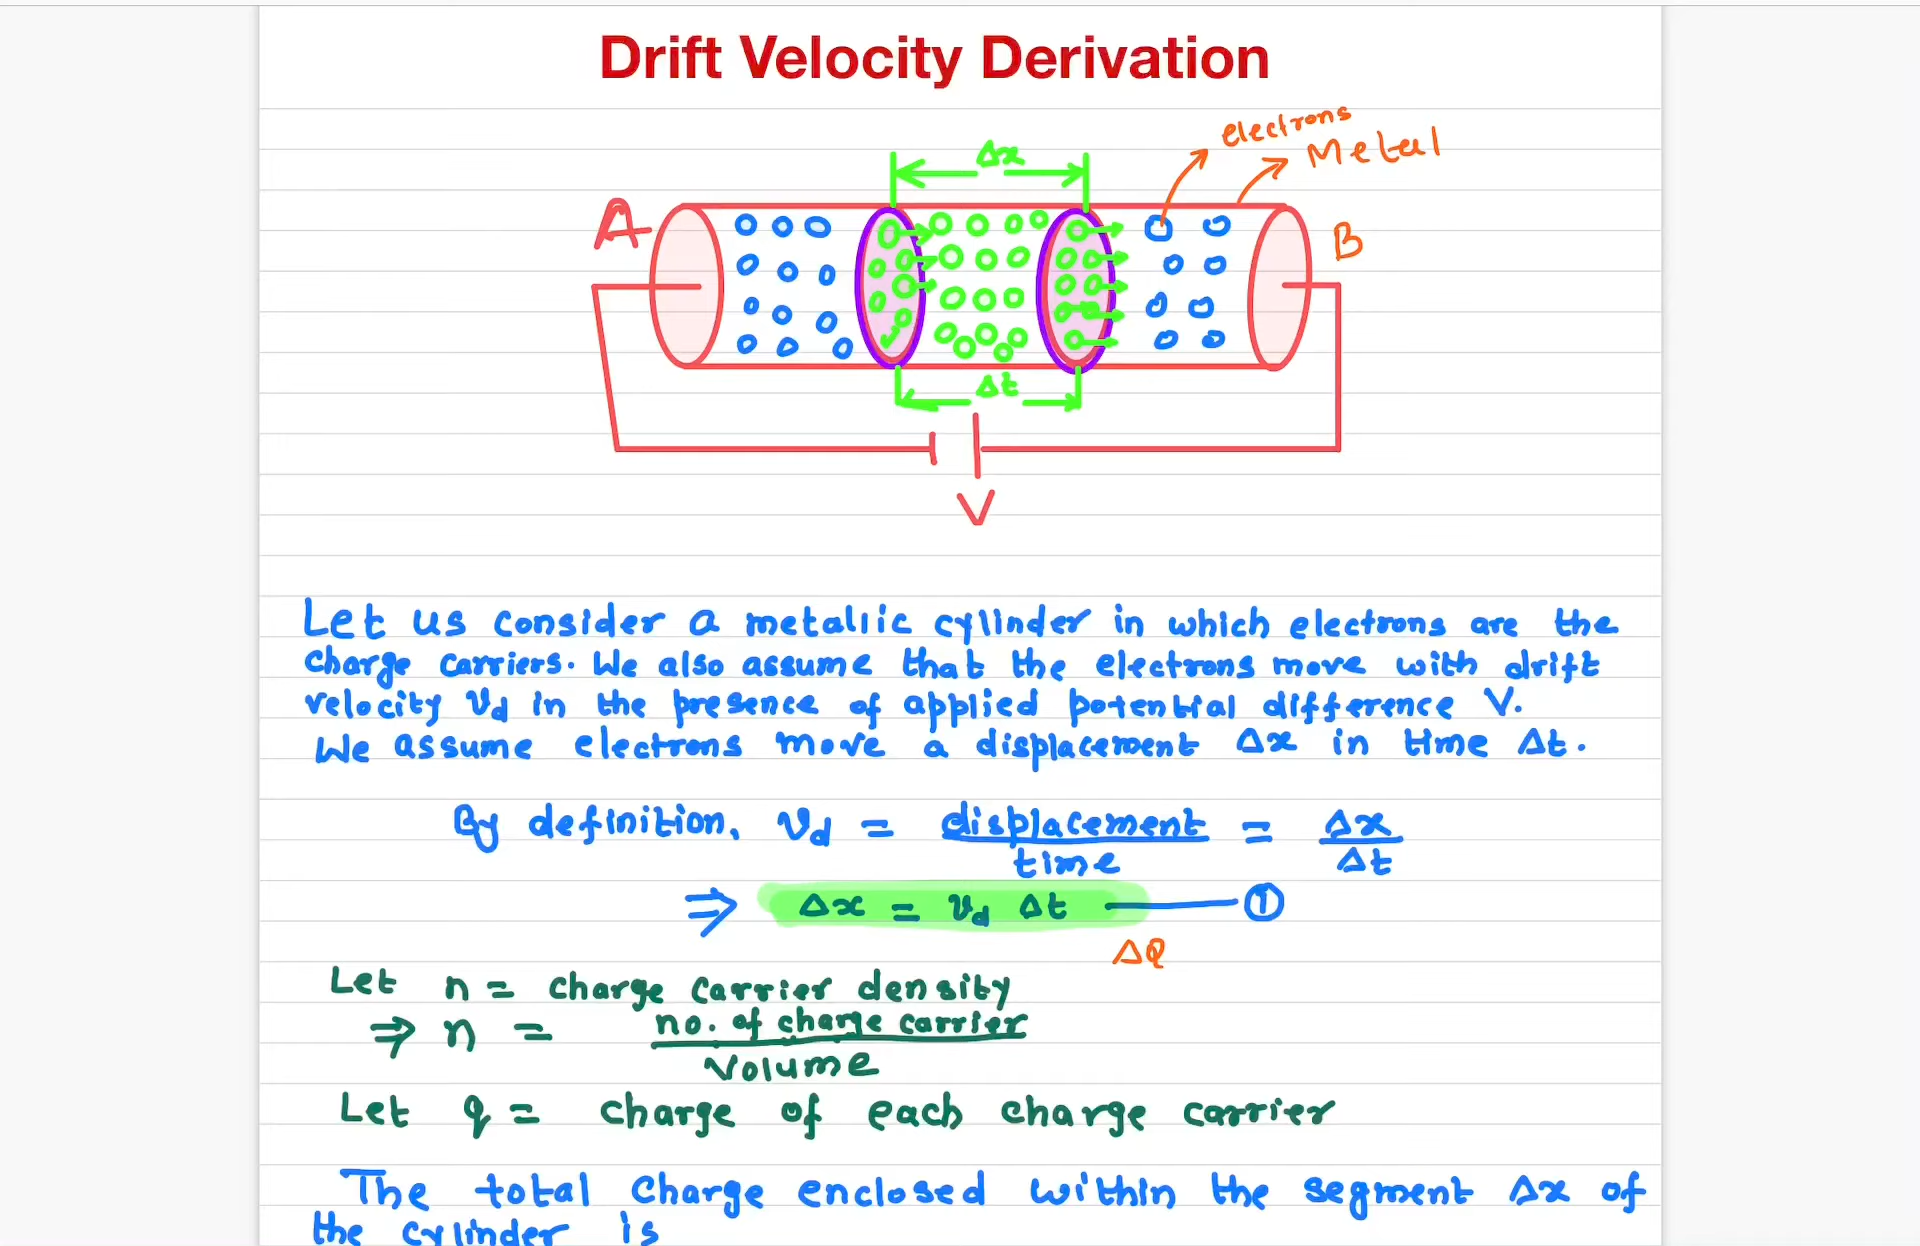 Drift Velocity Derivation
electrons
Metal
Δx
A
B
Δt
V
Let us consider a metallic cylinder in which electrons are the
charge carriers. We also assume that the electrons move with drift
velocity Vd in the presence of applied potential difference V.
We assume electrons move a displacement Δx in time Δt.
By definition, Vd = displacement/time = Δx/Δt
⇒ Δx = Vd Δt — ①
ΔQ
Let n = charge carrier density
⇒ n = no. of charge carrier/Volume
Let q = charge of each charge carrier
The total charge enclosed within the segment Δx of
the cylinder is